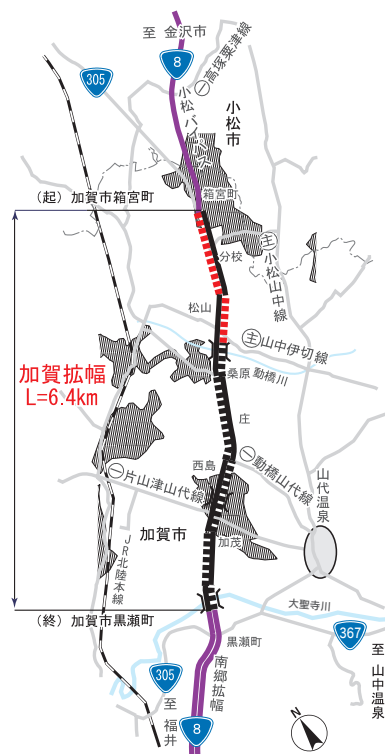 至 金沢市
8
305
㊀高塚粟津線
小松バイパス
小松市
箱宮町
(起)加賀市箱宮町
分校
㊤小松山中線
松山
㊤山中伊切線
加賀拡幅
L=6.4km
桑原 動橋川
庄
西島
㊀動橋山代線
㊀片山津山代線
山代温泉
加賀市
加茂
JR北陸本線
大聖寺川
(終)加賀市黒瀬町
367
黒瀬町
至 山中温泉
南郷拡幅
305
至 福井
8
N